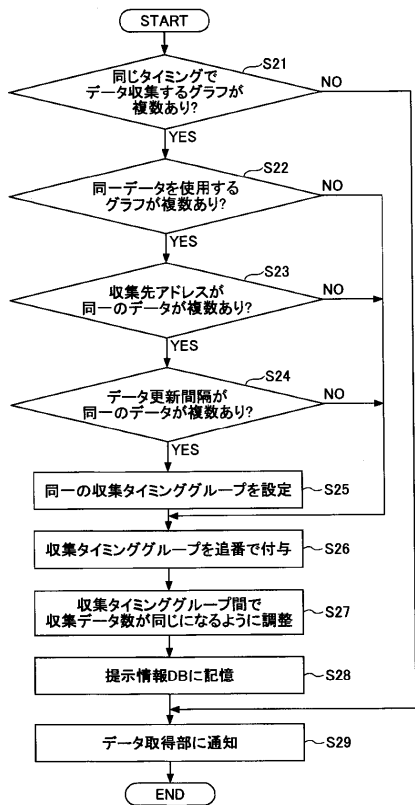 START
S21
同じタイミングで
データ収集するグラフが
複数あり?
NO
YES
S22
同一データを使用する
グラフが複数あり?
NO
YES
S23
収集先アドレスが
同一のデータが複数あり?
NO
YES
S24
データ更新間隔が
同一のデータが複数あり?
NO
YES
同一の収集タイミンググループを設定
S25
収集タイミンググループを追番で付与
S26
収集タイミンググループ間で
収集データ数が同じになるように調整
S27
提示情報DBに記憶
S28
データ取得部に通知
S29
END